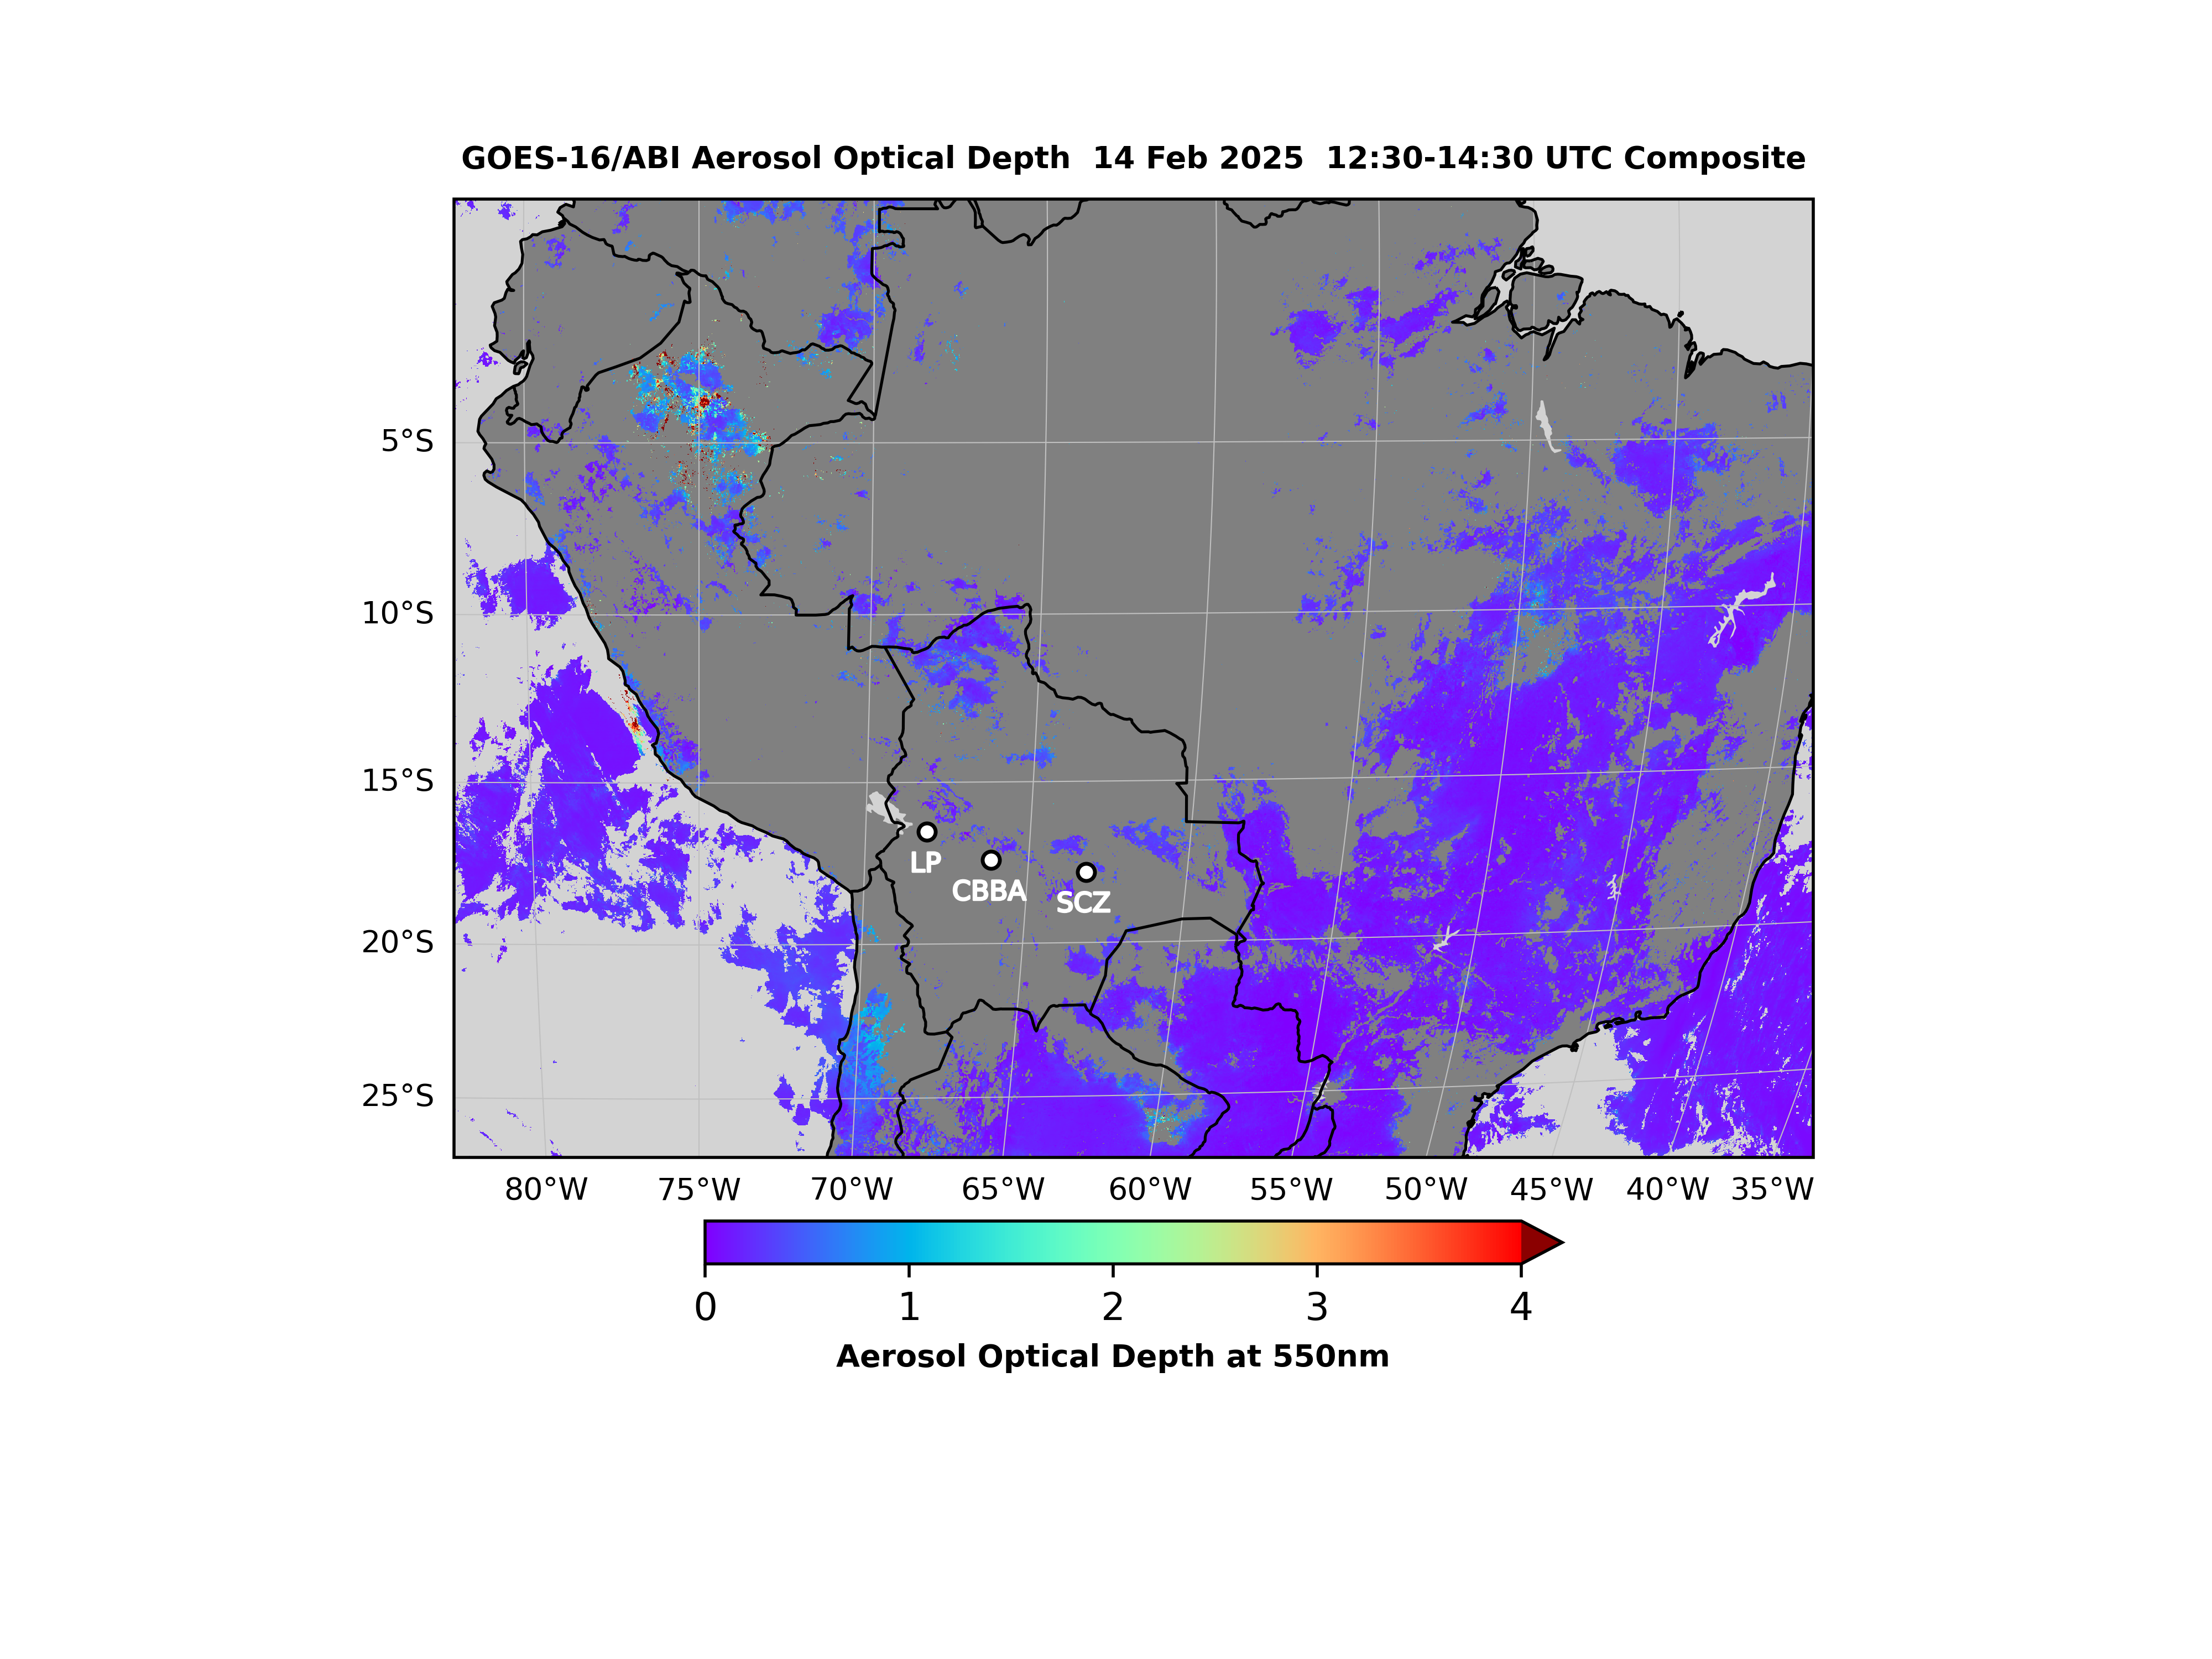 GOES-16/ABI Aerosol Optical Depth  14 Feb 2025  12:30-14:30 UTC Composite
5°S
10°S
15°S
LP
CBBA
SCZ
20°S
25°S
80°W 75°W 70°W 65°W 60°W 55°W 50°W 45°W 40°W 35°W
0 1 2 3 4
Aerosol Optical Depth at 550nm